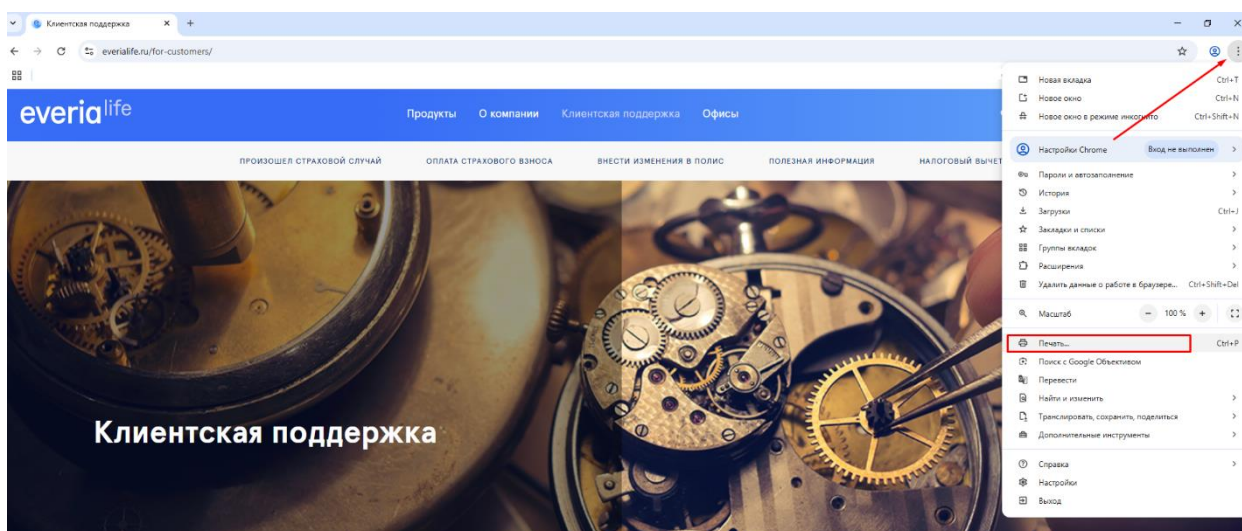 Клиентская поддержка
everialife.ru/for-customers/
everialife
Продукты О компании Клиентская поддержка Офисы
ПРОИЗОШЕЛ СТРАХОВОЙ СЛУЧАЙ ОПЛАТА СТРАХОВОГО ВЗНОСА ВНЕСТИ ИЗМЕНЕНИЯ В ПОЛИС ПОЛЕЗНАЯ ИНФОРМАЦИЯ НАЛОГОВЫЙ ВЫЧЕТ
Клиентская поддержка
Новая вкладка Ctrl+T
Новое окно Ctrl+N
Новое окно в режиме инкогнито Ctrl+Shift+N
Настройки Chrome Вход не выполнен
Пароли и автозаполнение
История
Загрузки Ctrl+J
Закладки и списки
Группы вкладок
Расширения
Удалить данные о работе в браузере... Ctrl+Shift+Del
Масштаб − 100 % +
Печать... Ctrl+P
Поиск с Google Объективом
Перевести
Найти и изменить
Транслировать, сохранить, поделиться
Дополнительные инструменты
Справка
Настройки
Выход